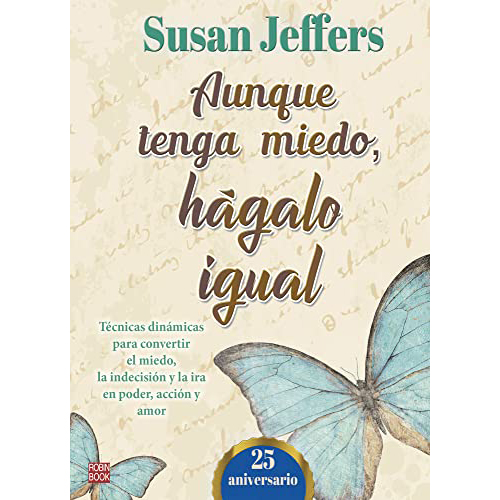 Susan Jeffers
Aunque
tenga miedo,
hágalo
igual
Técnicas dinámicas
para convertir
el miedo,
la indecisión y la ira
en poder, acción y
amor
25
aniversario
ROBIN
BOOK